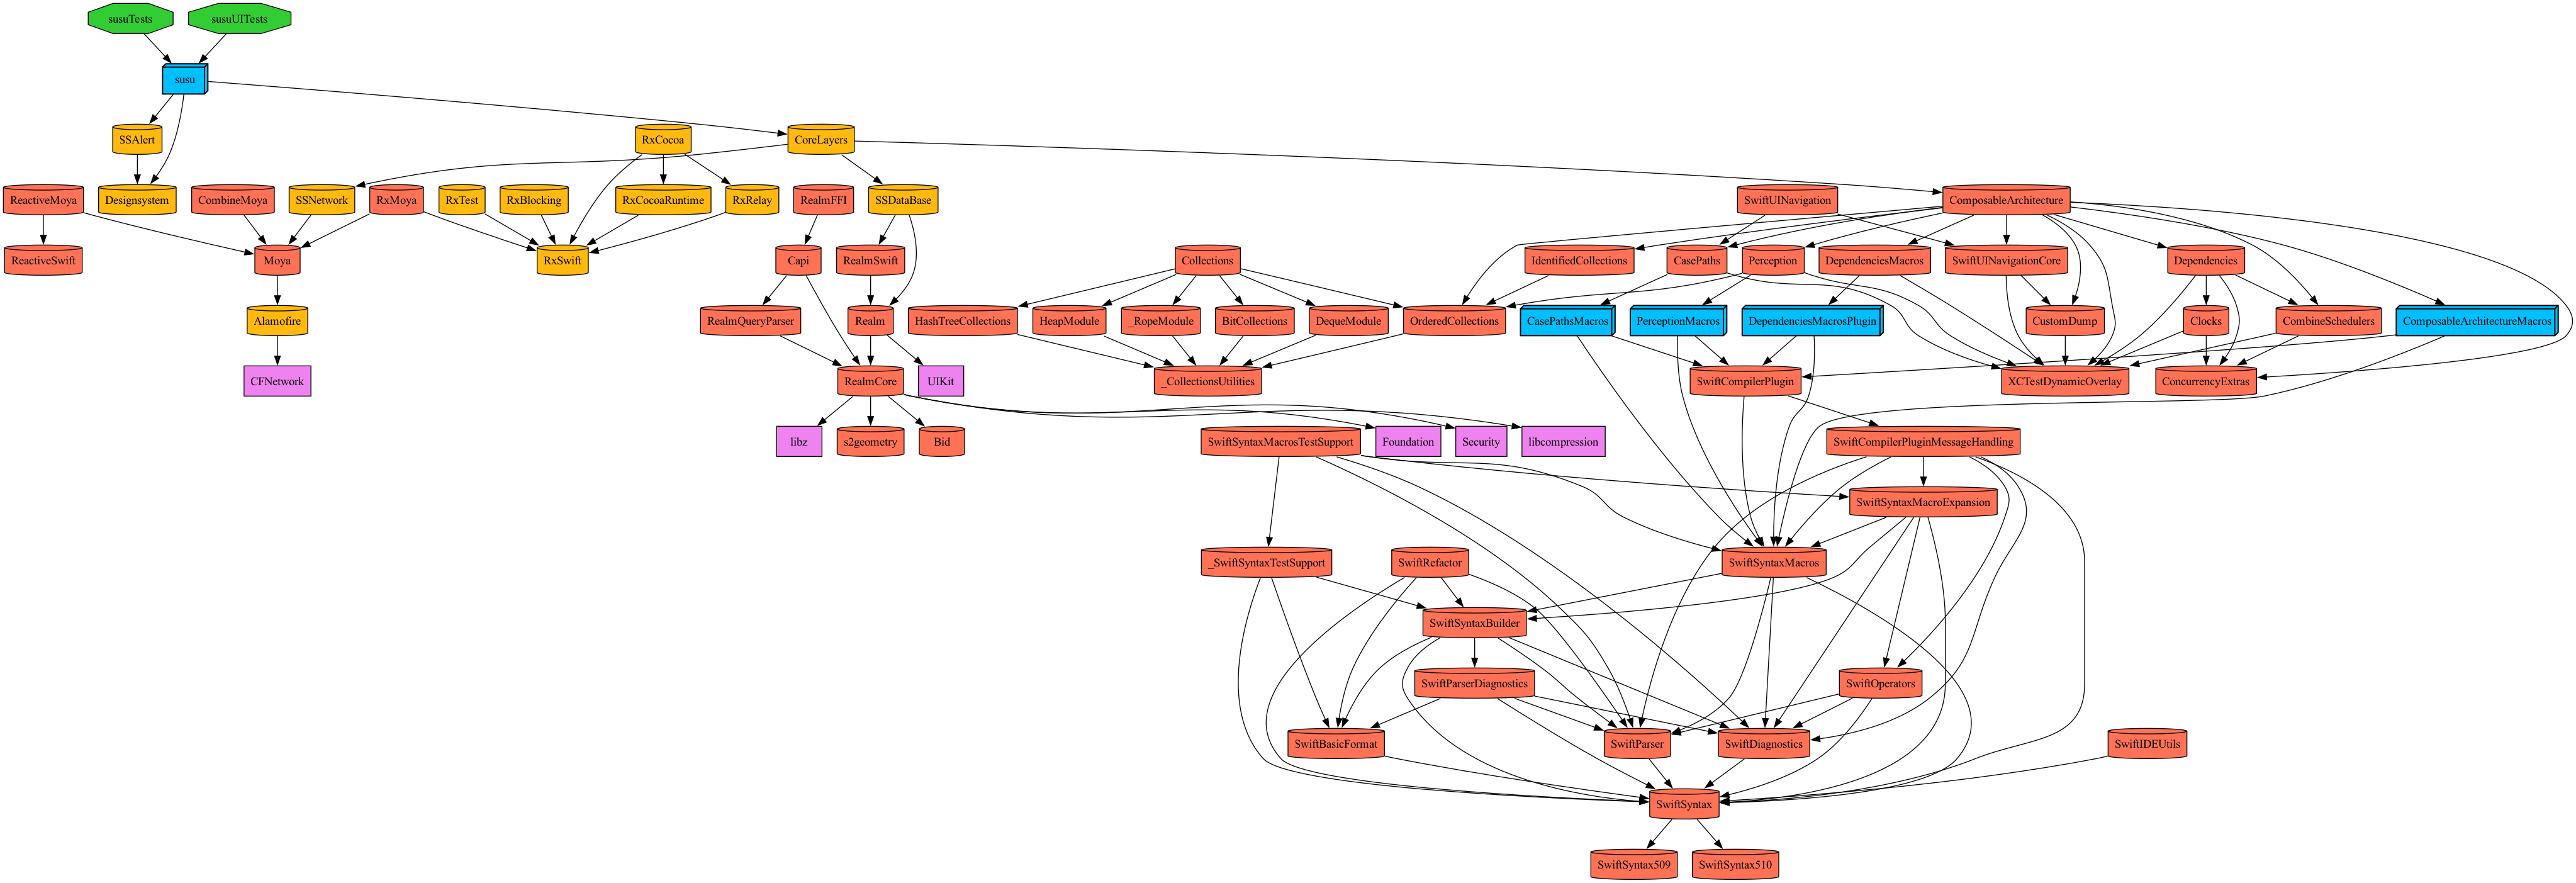 susuTests
susuUITests
susu
SSAlert
RxCocoa
CoreLayers
ReactiveMoya
Designsystem
CombineMoya
SSNetwork
RxMoya
RxTest
RxBlocking
RxCocoaRuntime
RxRelay
RealmFFI
SSDataBase
SwiftUINavigation
ComposableArchitecture
ReactiveSwift
Moya
RxSwift
Capi
RealmSwift
Collections
IdentifiedCollections
CasePaths
Perception
DependenciesMacros
SwiftUINavigationCore
Dependencies
Alamofire
RealmQueryParser
Realm
HashTreeCollections
HeapModule
_RopeModule
BitCollections
DequeModule
OrderedCollections
CasePathsMacros
PerceptionMacros
DependenciesMacrosPlugin
CustomDump
Clocks
CombineSchedulers
ComposableArchitectureMacros
CFNetwork
RealmCore
UIKit
_CollectionsUtilities
SwiftCompilerPlugin
XCTestDynamicOverlay
ConcurrencyExtras
libz
s2geometry
Bid
SwiftSyntaxMacrosTestSupport
Foundation
Security
libcompression
SwiftCompilerPluginMessageHandling
SwiftSyntaxMacroExpansion
_SwiftSyntaxTestSupport
SwiftRefactor
SwiftSyntaxMacros
SwiftSyntaxBuilder
SwiftParserDiagnostics
SwiftOperators
SwiftBasicFormat
SwiftParser
SwiftDiagnostics
SwiftIDEUtils
SwiftSyntax
SwiftSyntax509
SwiftSyntax510